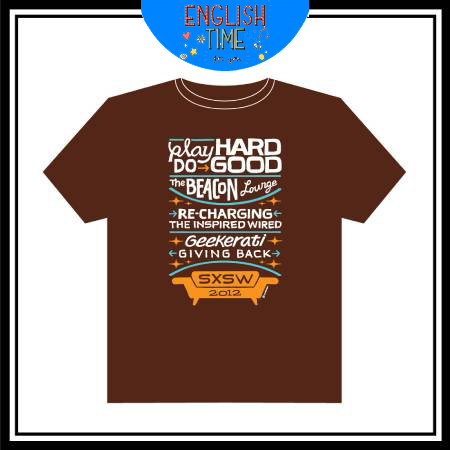 ENGLISH
TIME
play HARD
DO GOOD
The BEACON Lounge
RE-CHARGING
THE INSPIRED WIRED
Geekerati
GIVING BACK
SXSW
2012